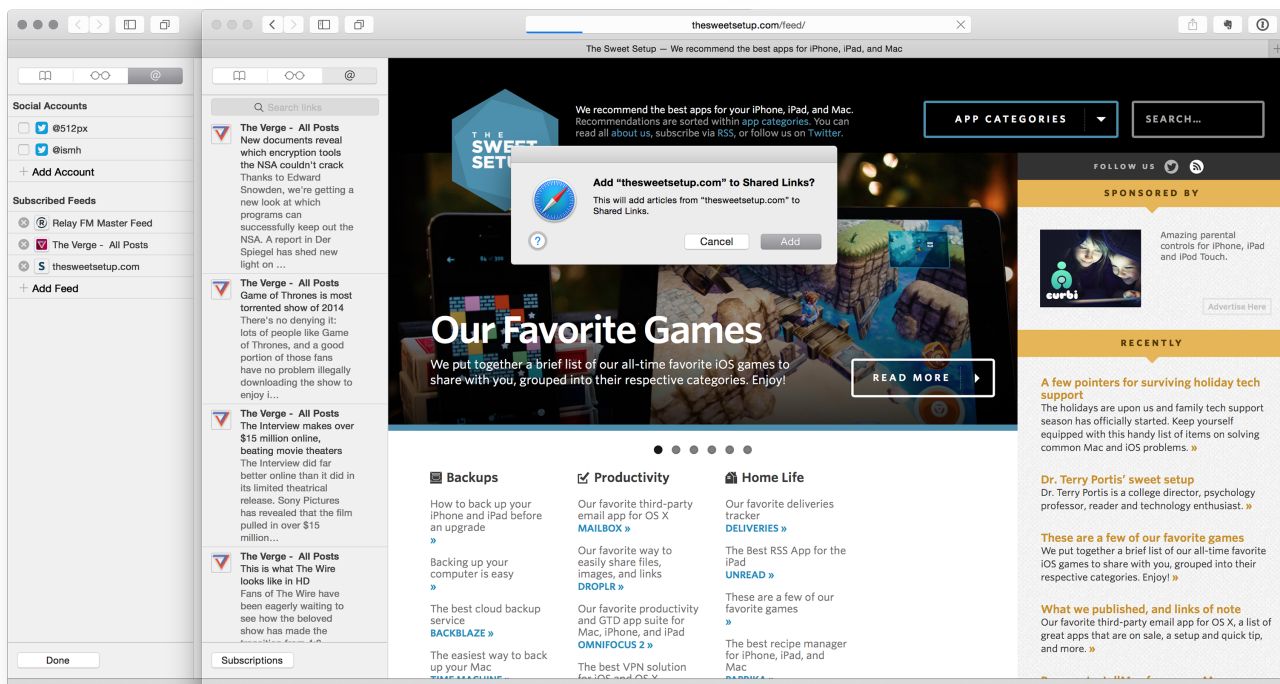 @
Social Accounts
@512px
@ismh
+ Add Account
Subscribed Feeds
Relay FM Master Feed
The Verge - All Posts
S thesweetsetup.com
+ Add Feed
Done
thesweetsetup.com/feed/
The Sweet Setup — We recommend the best apps for iPhone, iPad, and Mac
@
Search links
The Verge - All Posts
New documents reveal
which encryption tools
the NSA couldn't crack
Thanks to Edward
Snowden, we're getting a
new look at which
programs can
successfully keep out the
NSA. A report in Der
Spiegel has shed new
light on ...
The Verge - All Posts
Game of Thrones is most
torrented show of 2014
There's no denying it:
lots of people like Game
of Thrones, and a good
portion of those fans
have no problem illegally
downloading the show to
enjoy i...
The Verge - All Posts
The Interview makes over
$15 million online,
beating movie theaters
The Interview did far
better online than it did in
its limited theatrical
release. Sony Pictures
has revealed that the film
pulled in over $15
million...
The Verge - All Posts
This is what The Wire
looks like in HD
Fans of The Wire have
been eagerly waiting to
see how the beloved
show has made the
Subscriptions
THE
SWEET
SETU
We recommend the best apps for your iPhone, iPad, and Mac.
Recommendations are sorted within app categories. You can
read all about us, subscribe via RSS, or follow us on Twitter.
APP CATEGORIES
SEARCH...
Add “thesweetsetup.com” to Shared Links?
This will add articles from “thesweetsetup.com” to
Shared Links.
?
Cancel
Add
Our Favorite Games
We put together a brief list of our all-time favorite iOS games to
share with you, grouped into their respective categories. Enjoy!
READ MORE
Backups
How to back up your
iPhone and iPad before
an upgrade
»
Backing up your
computer is easy
»
The best cloud backup
service
BACKBLAZE »
The easiest way to back
up your Mac
TIME MACHINE »
Productivity
Our favorite third-party
email app for OS X
MAILBOX »
Our favorite way to
easily share files,
images, and links
DROPLR »
Our favorite productivity
and GTD app suite for
Mac, iPhone, and iPad
OMNIFOCUS 2 »
The best VPN solution
for iOS and OS X
Home Life
Our favorite deliveries
tracker
DELIVERIES »
The Best RSS App for the
iPad
UNREAD »
These are a few of our
favorite games
»
The best recipe manager
for iPhone, iPad, and
Mac
PAPRIKA »
FOLLOW US
SPONSORED BY
curbi
Amazing parental
controls for iPhone, iPad
and iPod Touch.
Advertise Here
RECENTLY
A few pointers for surviving holiday tech
support
The holidays are upon us and family tech support
season has officially started. Keep yourself
equipped with this handy list of items on solving
common Mac and iOS problems. »
Dr. Terry Portis' sweet setup
Dr. Terry Portis is a college director, psychology
professor, reader and technology enthusiast. »
These are a few of our favorite games
We put together a brief list of our all-time favorite
iOS games to share with you, grouped into their
respective categories. Enjoy! »
What we published, and links of note
Our favorite third-party email app for OS X, a list of
great apps that are on sale, a setup and quick tip,
and more. »